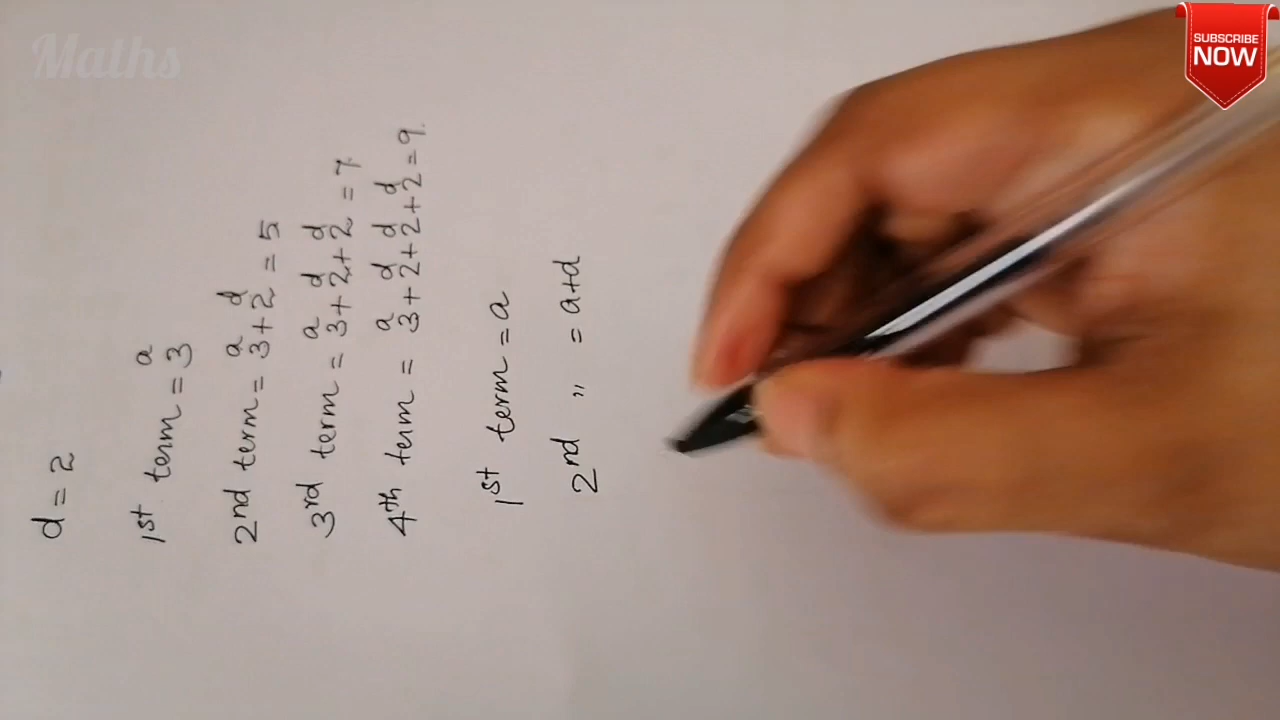 Maths
SUBSCRIBE
NOW
d = 2
a
1st term = 3
a d
2nd term = 3+2 = 5
a d d
3rd term = 3+2+2 = 7.
a d d d
4th term = 3+2+2+2 = 9.
1st term = a
2nd " = a+d